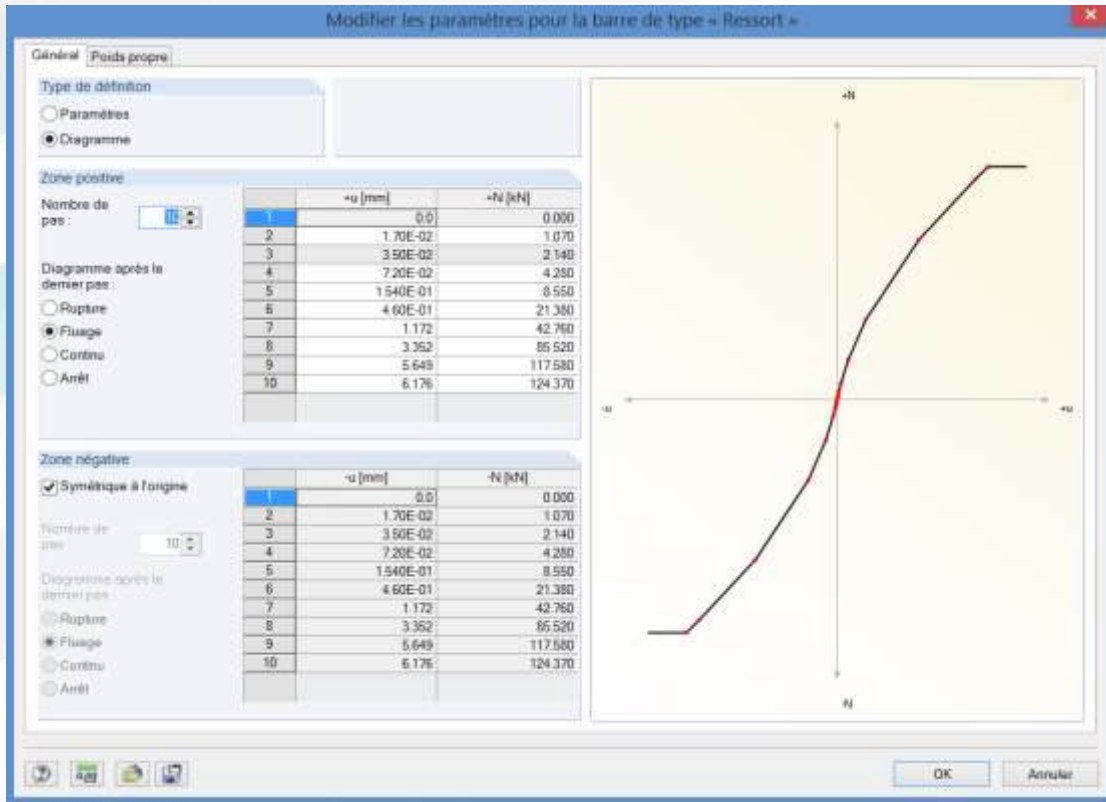 Modifier les paramètres pour la barre de type « Ressort »
Général Poids propre
Type de définition
Paramètres
Diagramme
Zone positive
Nombre de
pas : 10
Diagramme après le
dernier pas :
Rupture
Fluage
Continu
Arrêt
+u [mm] +N [kN]
1 0.0 0.000
2 1.70E-02 1.070
3 3.50E-02 2.140
4 7.20E-02 4.280
5 1.540E-01 8.550
6 4.60E-01 21.380
7 1.172 42.760
8 3.352 85.520
9 5.649 117.580
10 6.176 124.370
Zone négative
Symétrique à l'origine
Nombre de
pas : 10
Diagramme après le
dernier pas :
Rupture
Fluage
Continu
Arrêt
-u [mm] -N [kN]
1 0.0 0.000
2 1.70E-02 1.070
3 3.50E-02 2.140
4 7.20E-02 4.280
5 1.540E-01 8.550
6 4.60E-01 21.380
7 1.172 42.760
8 3.352 85.520
9 5.649 117.580
10 6.176 124.370
+N
-u +u
-N
OK Annuler